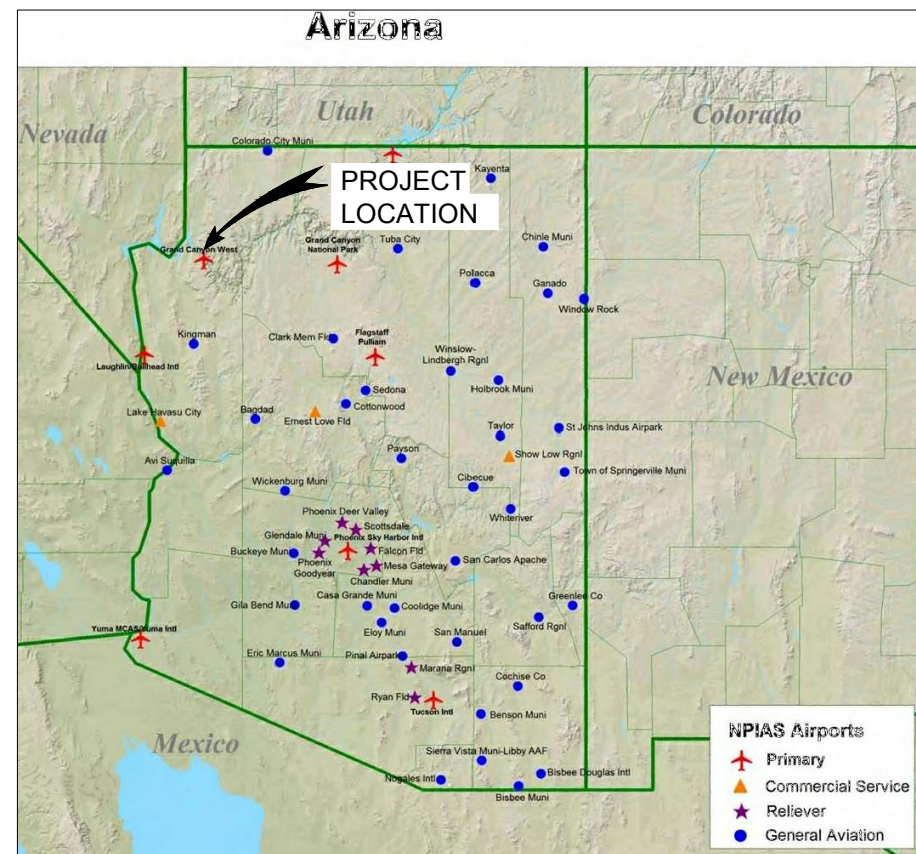 Arizona
Utah
Colorado
Nevada
Colorado City Muni
Kayenta
PROJECT
LOCATION
Grand Canyon West
Grand Canyon
National Park
Tuba City
Chinle Muni
Polacca
Ganado
Window Rock
Kingman
Clark Mem Fld
Flagstaff
Pulliam
Winslow-
Lindbergh Rgnl
Holbrook Muni
New Mexico
Laughlin/Bullhead Intl
Sedona
Cottonwood
Lake Havasu City
Bagdad
Ernest Love Fld
Taylor
St Johns Indus Airpark
Avi Suquilla
Payson
Show Low Rgnl
Town of Springerville Muni
Wickenburg Muni
Cibecue
Whiteriver
Phoenix Deer Valley
Scottsdale
Glendale Muni
Phoenix Sky Harbor Intl
Buckeye Muni
Falcon Fld
Phoenix
Goodyear
Mesa Gateway
San Carlos Apache
Chandler Muni
Casa Grande Muni
Gila Bend Muni
Coolidge Muni
Greenlee Co
Safford Rgnl
Eloy Muni
San Manuel
Yuma MCAS/Yuma Intl
Eric Marcus Muni
Pinal Airpark
Marana Rgnl
Cochise Co
Ryan Fld
Tucson Intl
Benson Muni
Mexico
Sierra Vista Muni-Libby AAF
Nogales Intl
Bisbee Douglas Intl
Bisbee Muni
NPIAS Airports
Primary
Commercial Service
Reliever
General Aviation